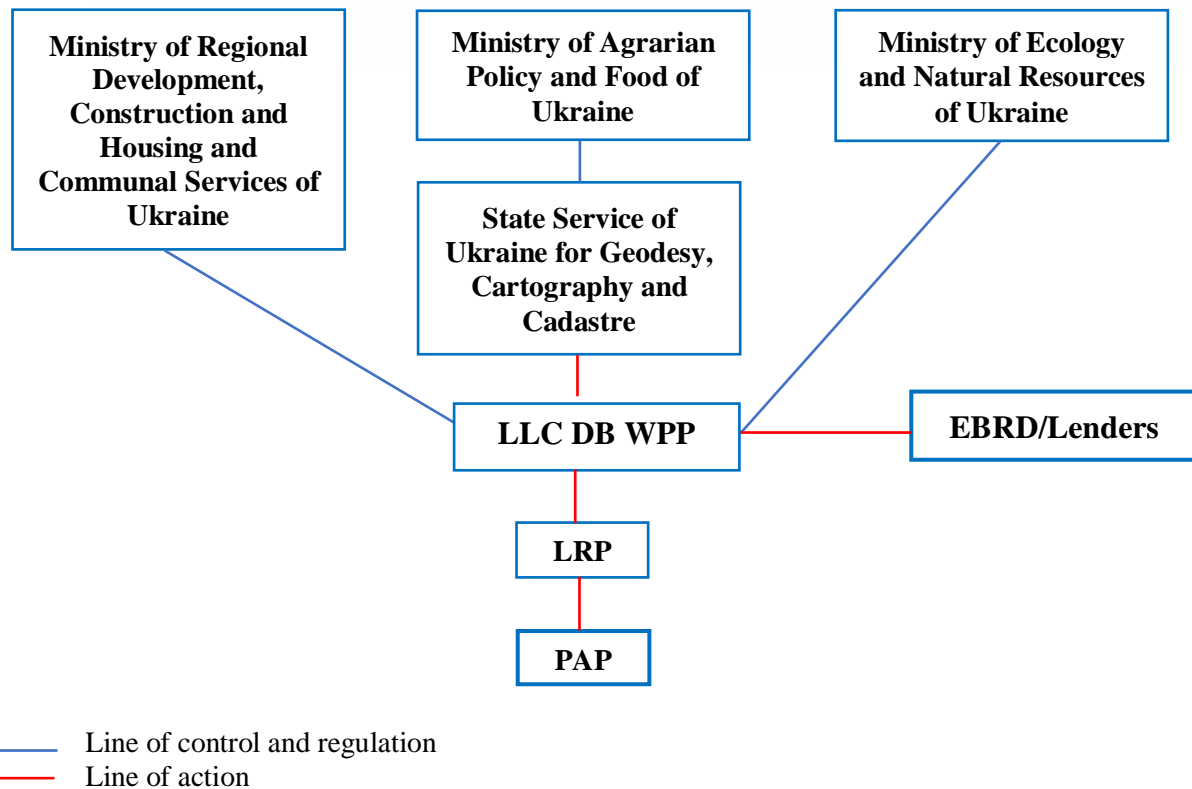 Ministry of Regional
Development,
Construction and
Housing and
Communal Services of
Ukraine
Ministry of Agrarian
Policy and Food of
Ukraine
Ministry of Ecology
and Natural Resources
of Ukraine
State Service of
Ukraine for Geodesy,
Cartography and
Cadastre
LLC DB WPP
EBRD/Lenders
LRP
PAP
Line of control and regulation
Line of action